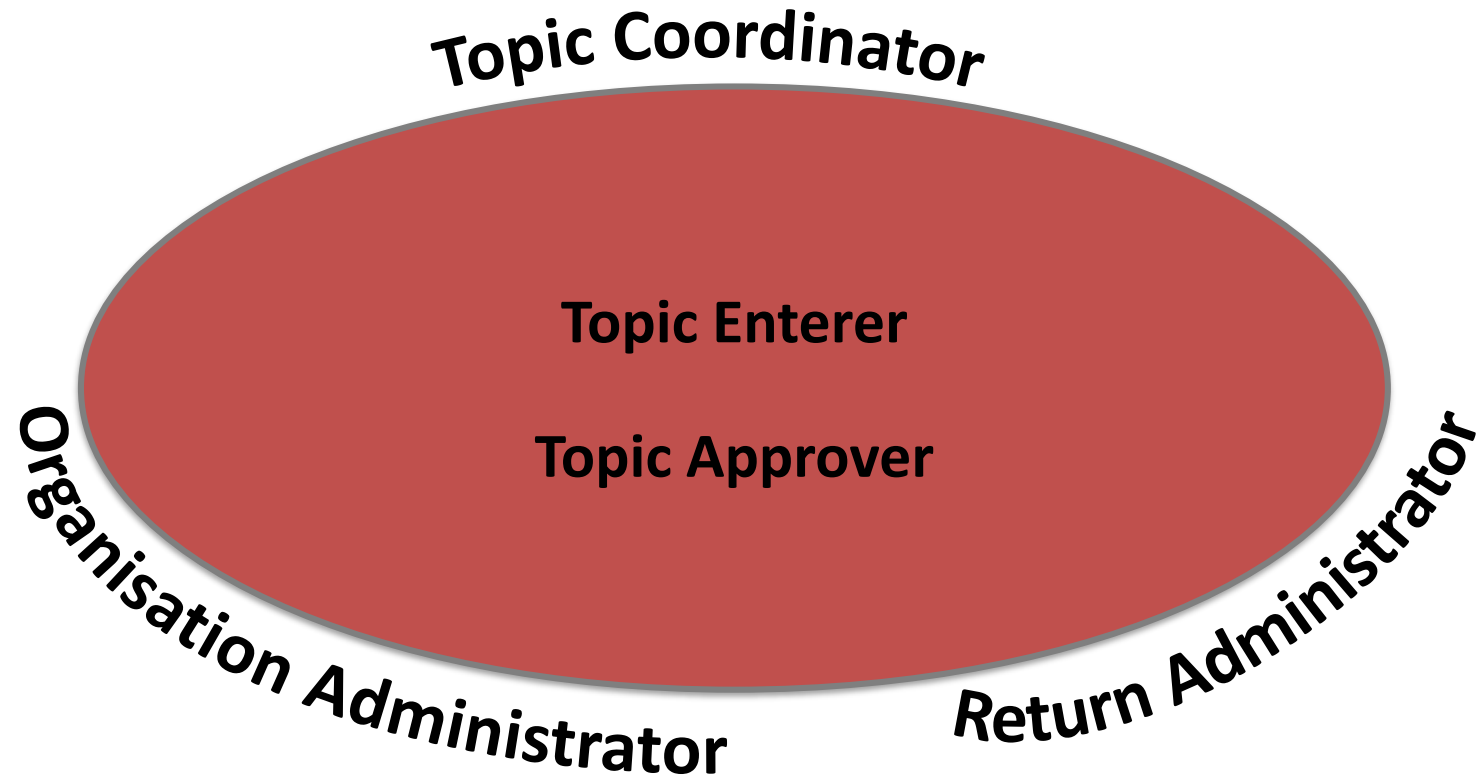 Topic Coordinator
Topic Enterer
Topic Approver
Organisation Administrator
Return Administrator